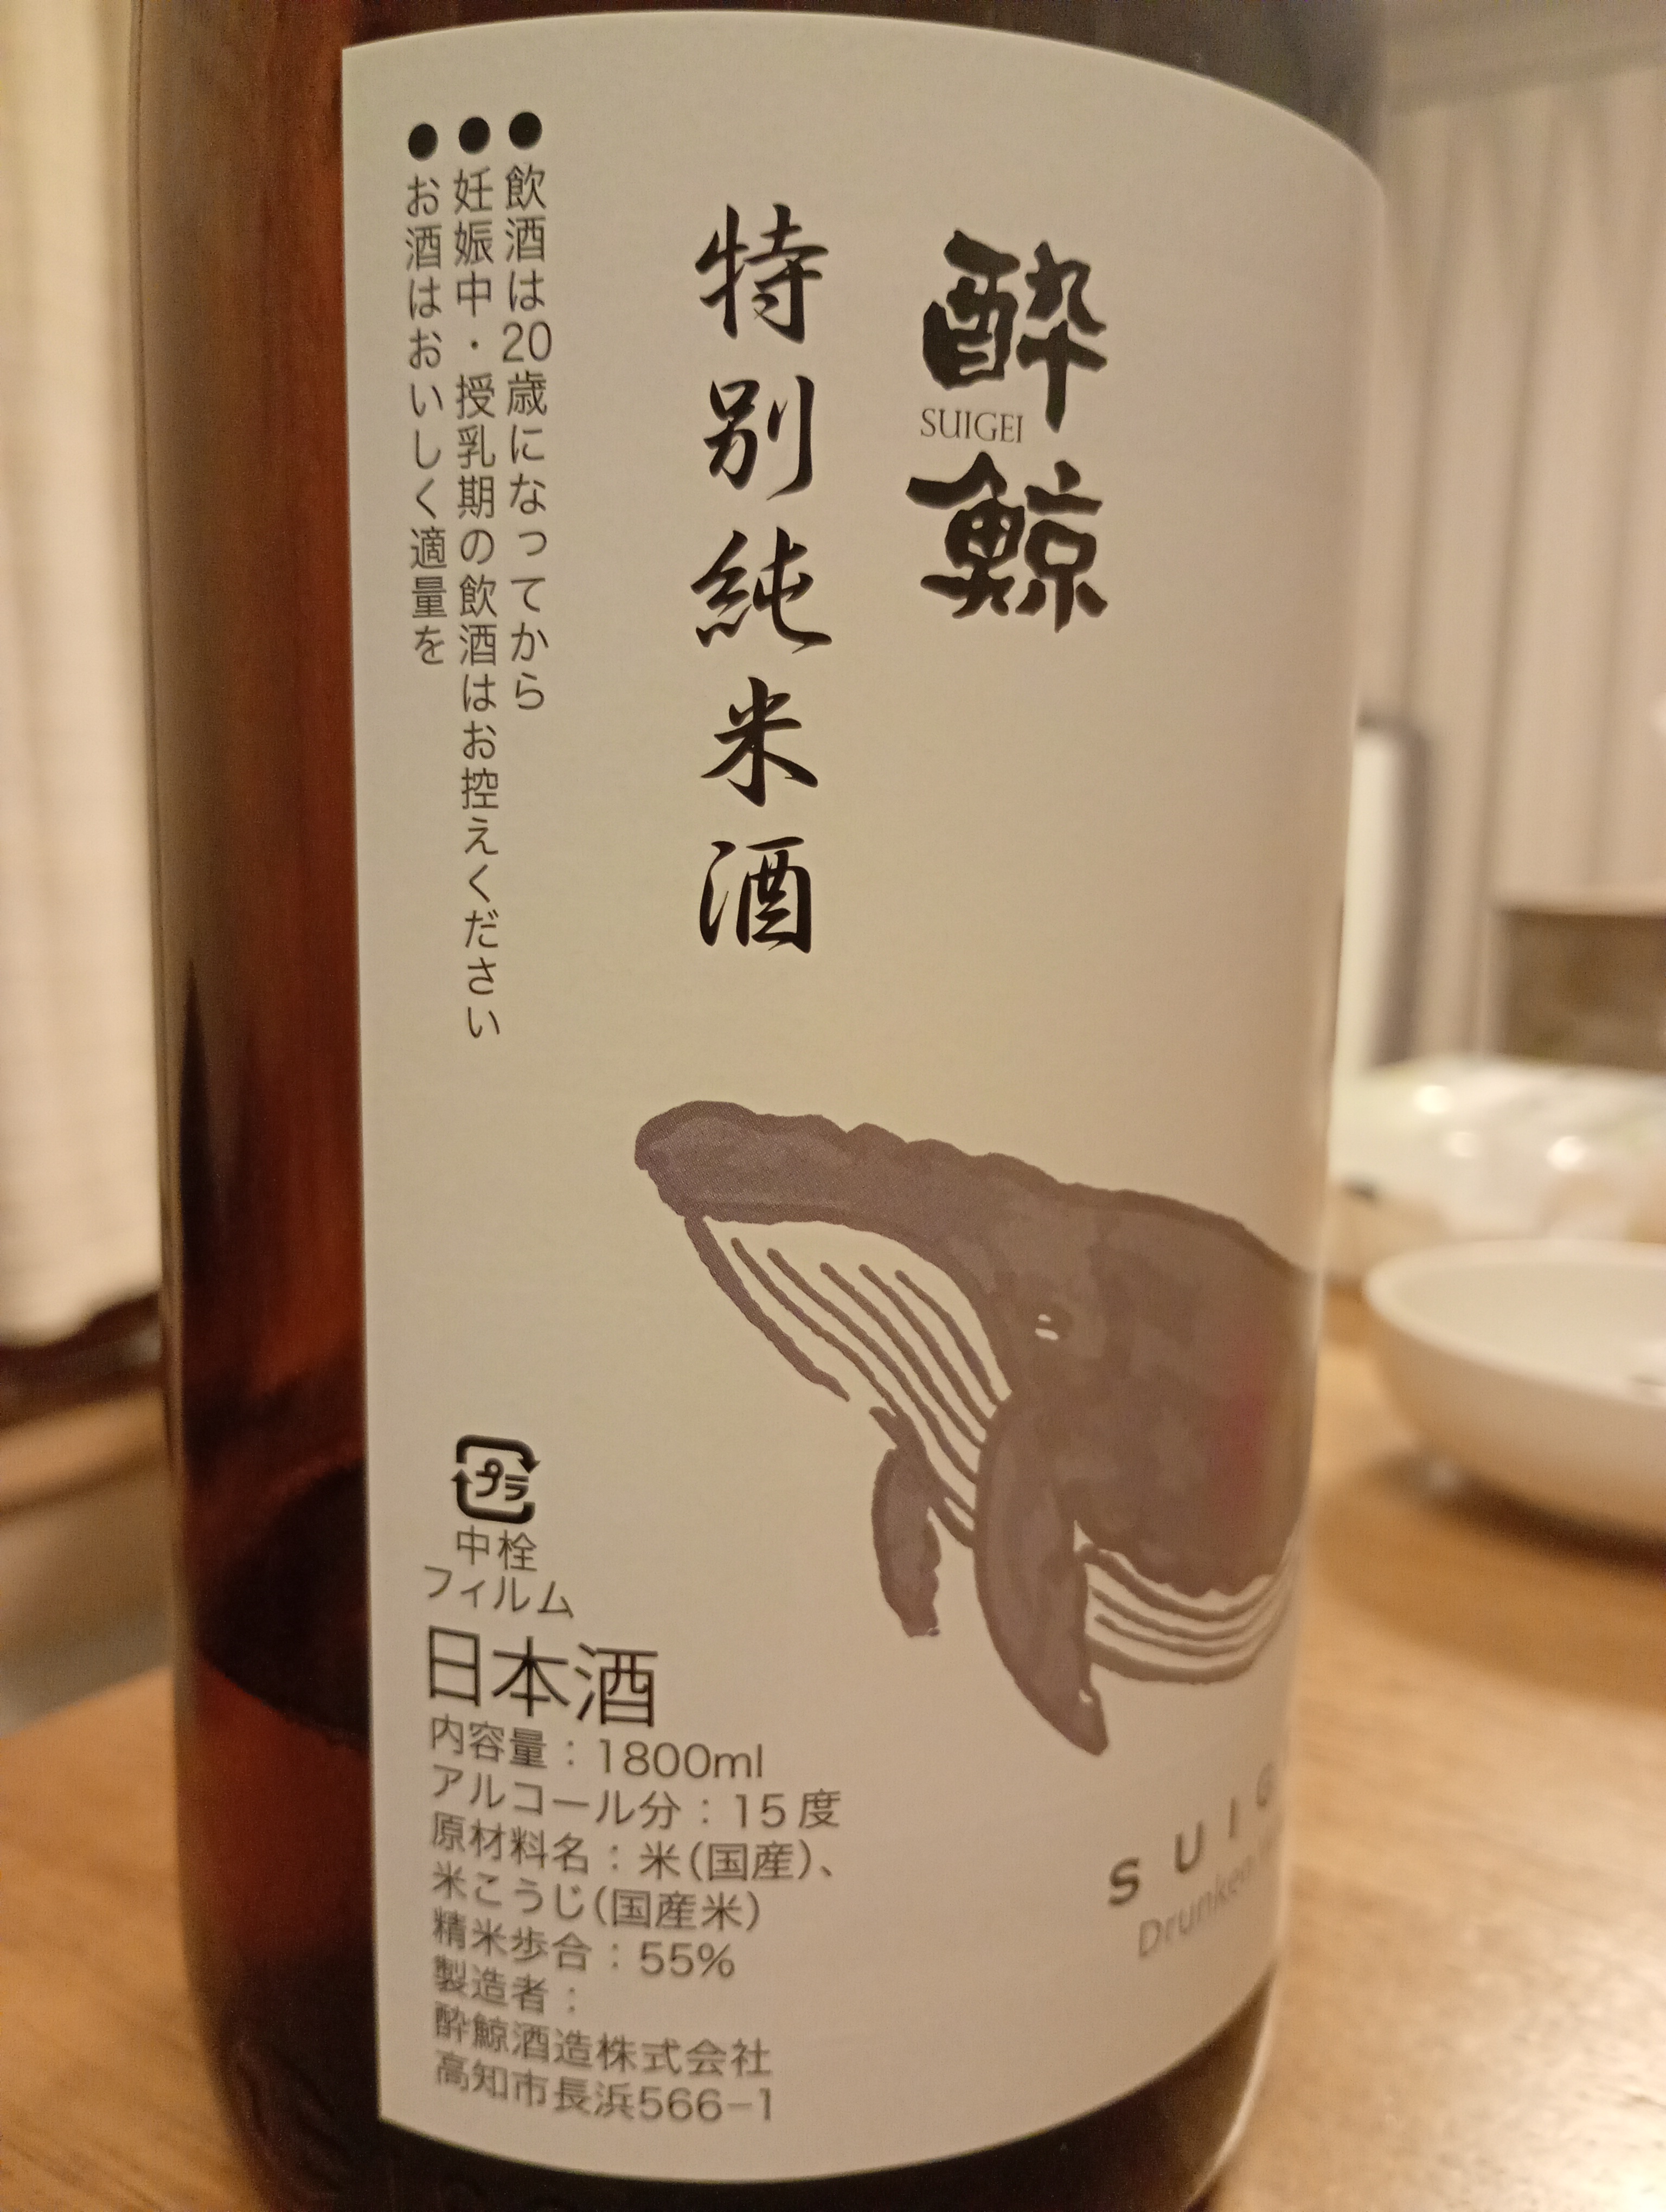 酔鯨
SUIGEI
特別純米酒
●飲酒は20歳になってから
●妊娠中・授乳期の飲酒はお控えください
●お酒はおいしく適量を
プラ
中栓
フィルム
日本酒
内容量：1800ml
アルコール分：15度
原材料名：米(国産)、
米こうじ(国産米)
精米歩合：55%
製造者：
酔鯨酒造株式会社
高知市長浜566-1
SUIG
Drunken